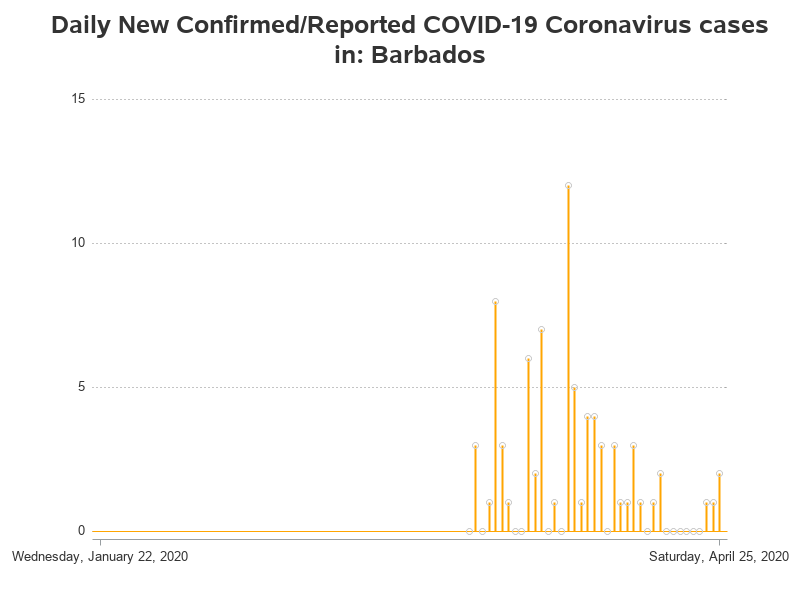 Daily New Confirmed/Reported COVID-19 Coronavirus cases
in: Barbados
15
10
5
0
Wednesday, January 22, 2020
Saturday, April 25, 2020